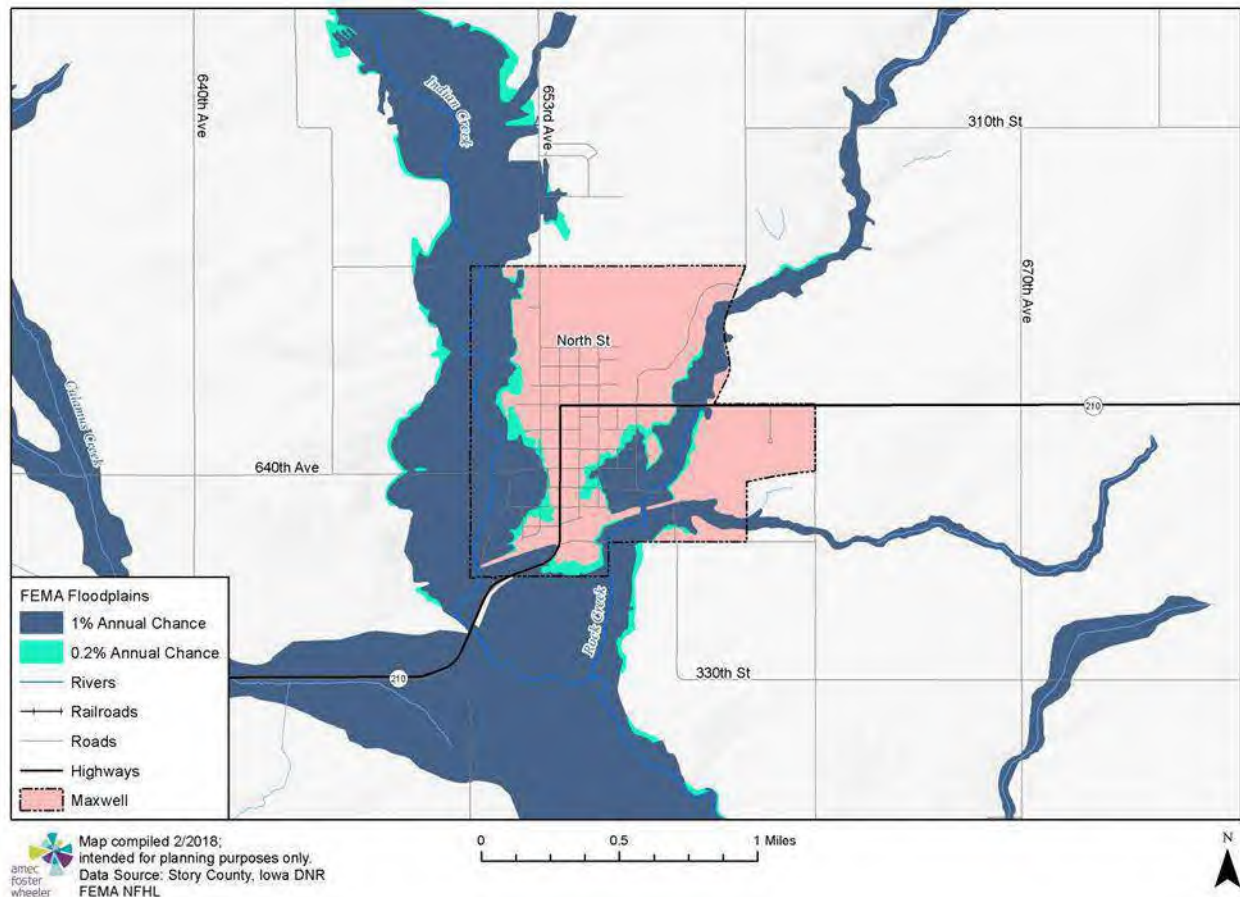 640th Ave
Indian Creek
653rd Ave
310th St
670th Ave
North St
210
Calamus Creek
640th Ave
Rock Creek
330th St
210
FEMA Floodplains
1% Annual Chance
0.2% Annual Chance
Rivers
Railroads
Roads
Highways
Maxwell
amec
foster
wheeler
Map compiled 2/2018;
intended for planning purposes only.
Data Source: Story County, Iowa DNR
FEMA NFHL
0 0.5 1 Miles
N